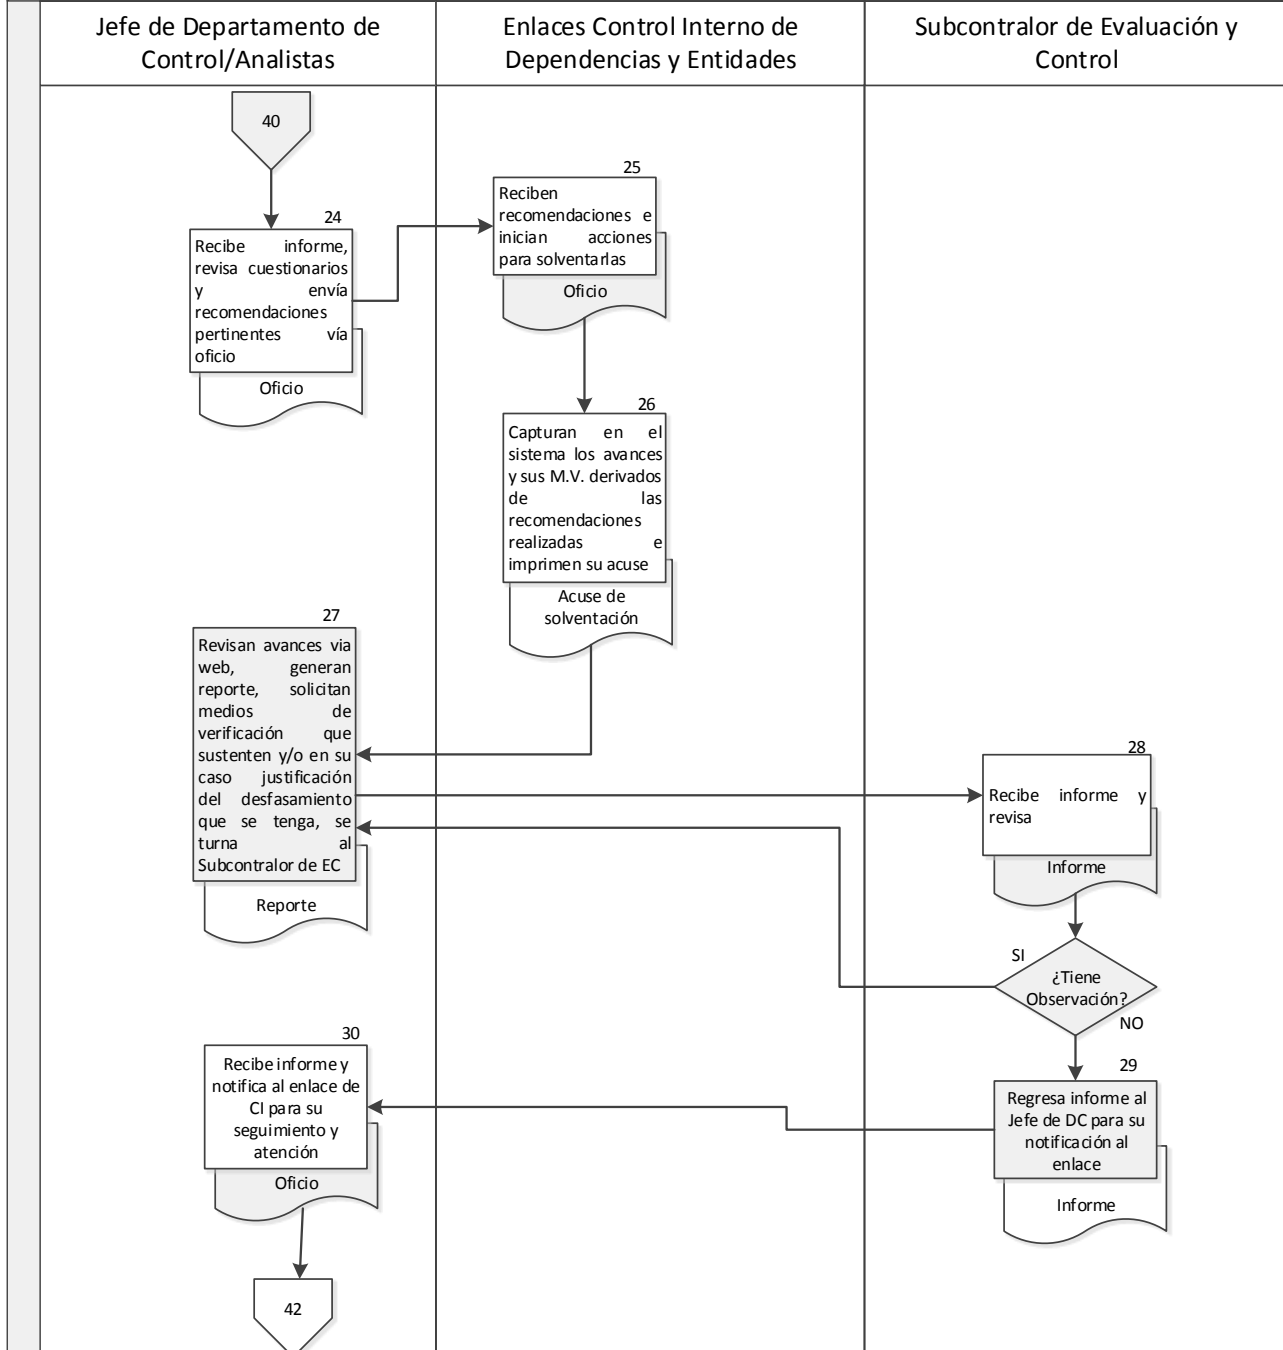 Jefe de Departamento de
Control/Analistas
Enlaces Control Interno de
Dependencias y Entidades
Subcontralor de Evaluación y
Control
40
24
Recibe informe,
revisa cuestionarios
y envía
recomendaciones
pertinentes vía
oficio
Oficio
25
Reciben
recomendaciones e
inician acciones
para solventarlas
Oficio
26
Capturan en el
sistema los avances
y sus M.V. derivados
de las
recomendaciones
realizadas e
imprimen su acuse
Acuse de
solventación
27
Revisan avances via
web, generan
reporte, solicitan
medios de
verificación que
sustenten y/o en su
caso justificación
del desfasamiento
que se tenga, se
turna al
Subcontralor de EC
Reporte
28
Recibe informe y
revisa
Informe
SI
¿Tiene
Observación?
NO
29
Regresa informe al
Jefe de DC para su
notificación al
enlace
Informe
30
Recibe informe y
notifica al enlace de
CI para su
seguimiento y
atención
Oficio
42